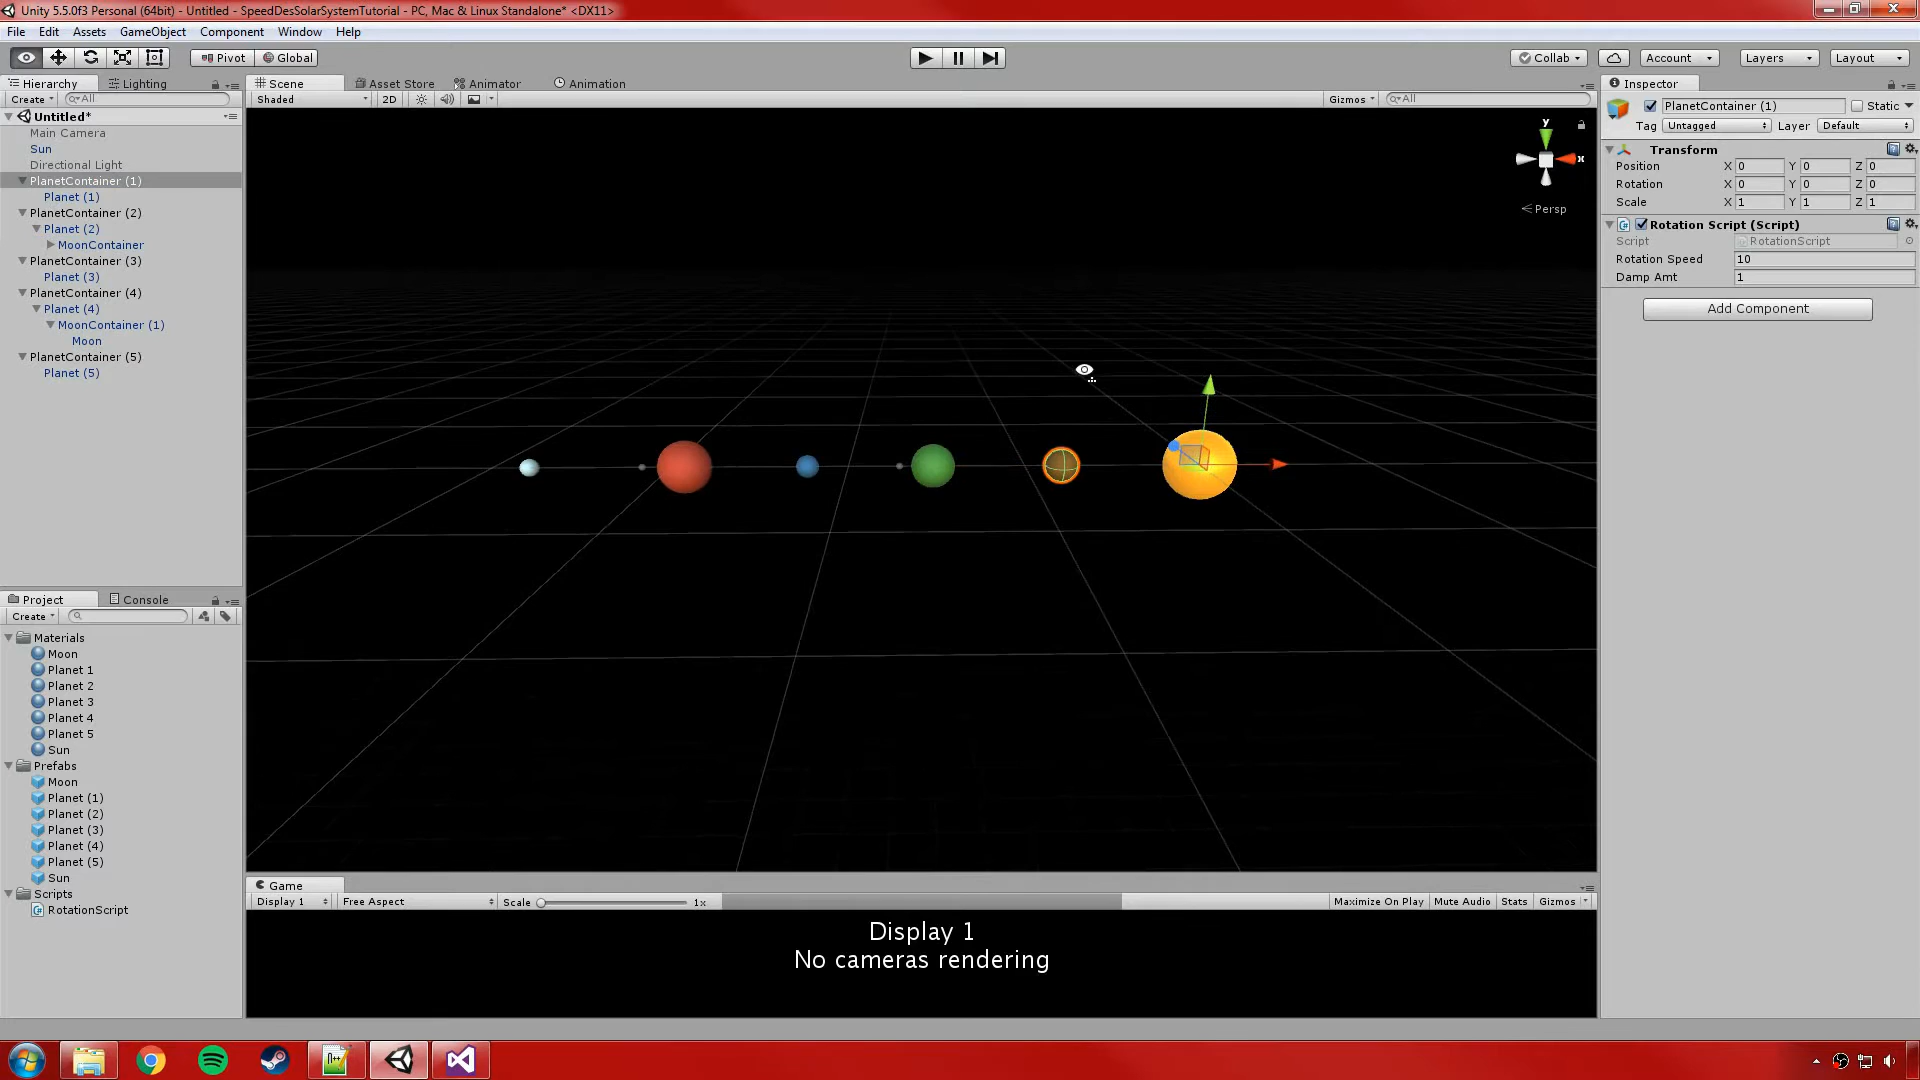 Unity 5.5.0f3 Personal (64bit) - Untitled - SpeedDesSolarSystemTutorial - PC, Mac & Linux Standalone* <DX11>
File Edit Assets GameObject Component Window Help
Pivot Global Collab Account Layers Layout
Hierarchy Lighting
Create All
Untitled*
Main Camera
Sun
Directional Light
PlanetContainer (1)
Planet (1)
PlanetContainer (2)
Planet (2)
MoonContainer
PlanetContainer (3)
Planet (3)
PlanetContainer (4)
Planet (4)
MoonContainer (1)
Moon
PlanetContainer (5)
Planet (5)
Project Console
Create
Materials
Moon
Planet 1
Planet 2
Planet 3
Planet 4
Planet 5
Sun
Prefabs
Moon
Planet (1)
Planet (2)
Planet (3)
Planet (4)
Planet (5)
Sun
Scripts
RotationScript
Scene Asset Store Animator Animation
Shaded 2D Gizmos All
y
x
Persp
Game
Display 1 Free Aspect Scale 1x Maximize On Play Mute Audio Stats Gizmos
Display 1
No cameras rendering
Inspector
PlanetContainer (1) Static
Tag Untagged Layer Default
Transform
Position X 0 Y 0 Z 0
Rotation X 0 Y 0 Z 0
Scale X 1 Y 1 Z 1
Rotation Script (Script)
Script RotationScript
Rotation Speed 10
Damp Amt 1
Add Component